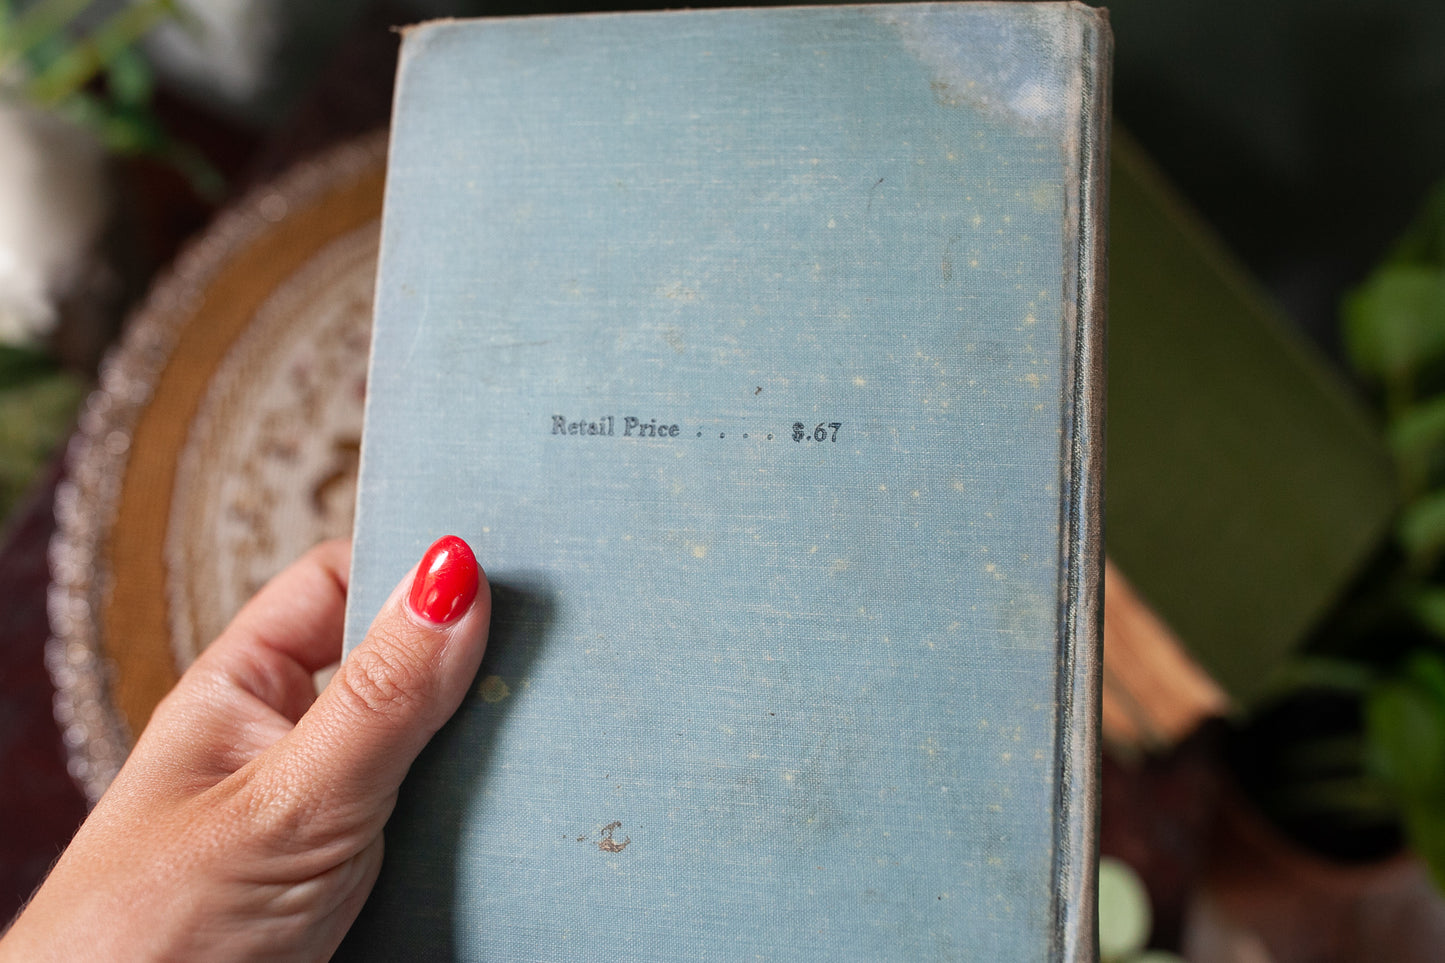 Retail Price . . . . $.67